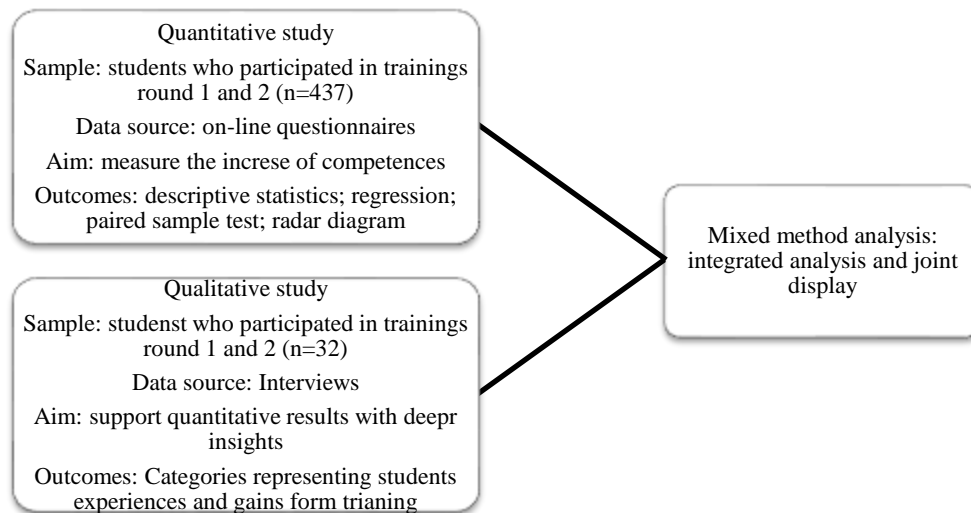 Quantitative study
Sample: students who participated in trainings
round 1 and 2 (n=437)
Data source: on-line questionnaires
Aim: measure the increse of competences
Outcomes: descriptive statistics; regression;
paired sample test; radar diagram
Qualitative study
Sample: studenst who participated in trainings
round 1 and 2 (n=32)
Data source: Interviews
Aim: support quantitative results with deepr
insights
Outcomes: Categories representing students
experiences and gains form trianing
Mixed method analysis:
integrated analysis and joint
display